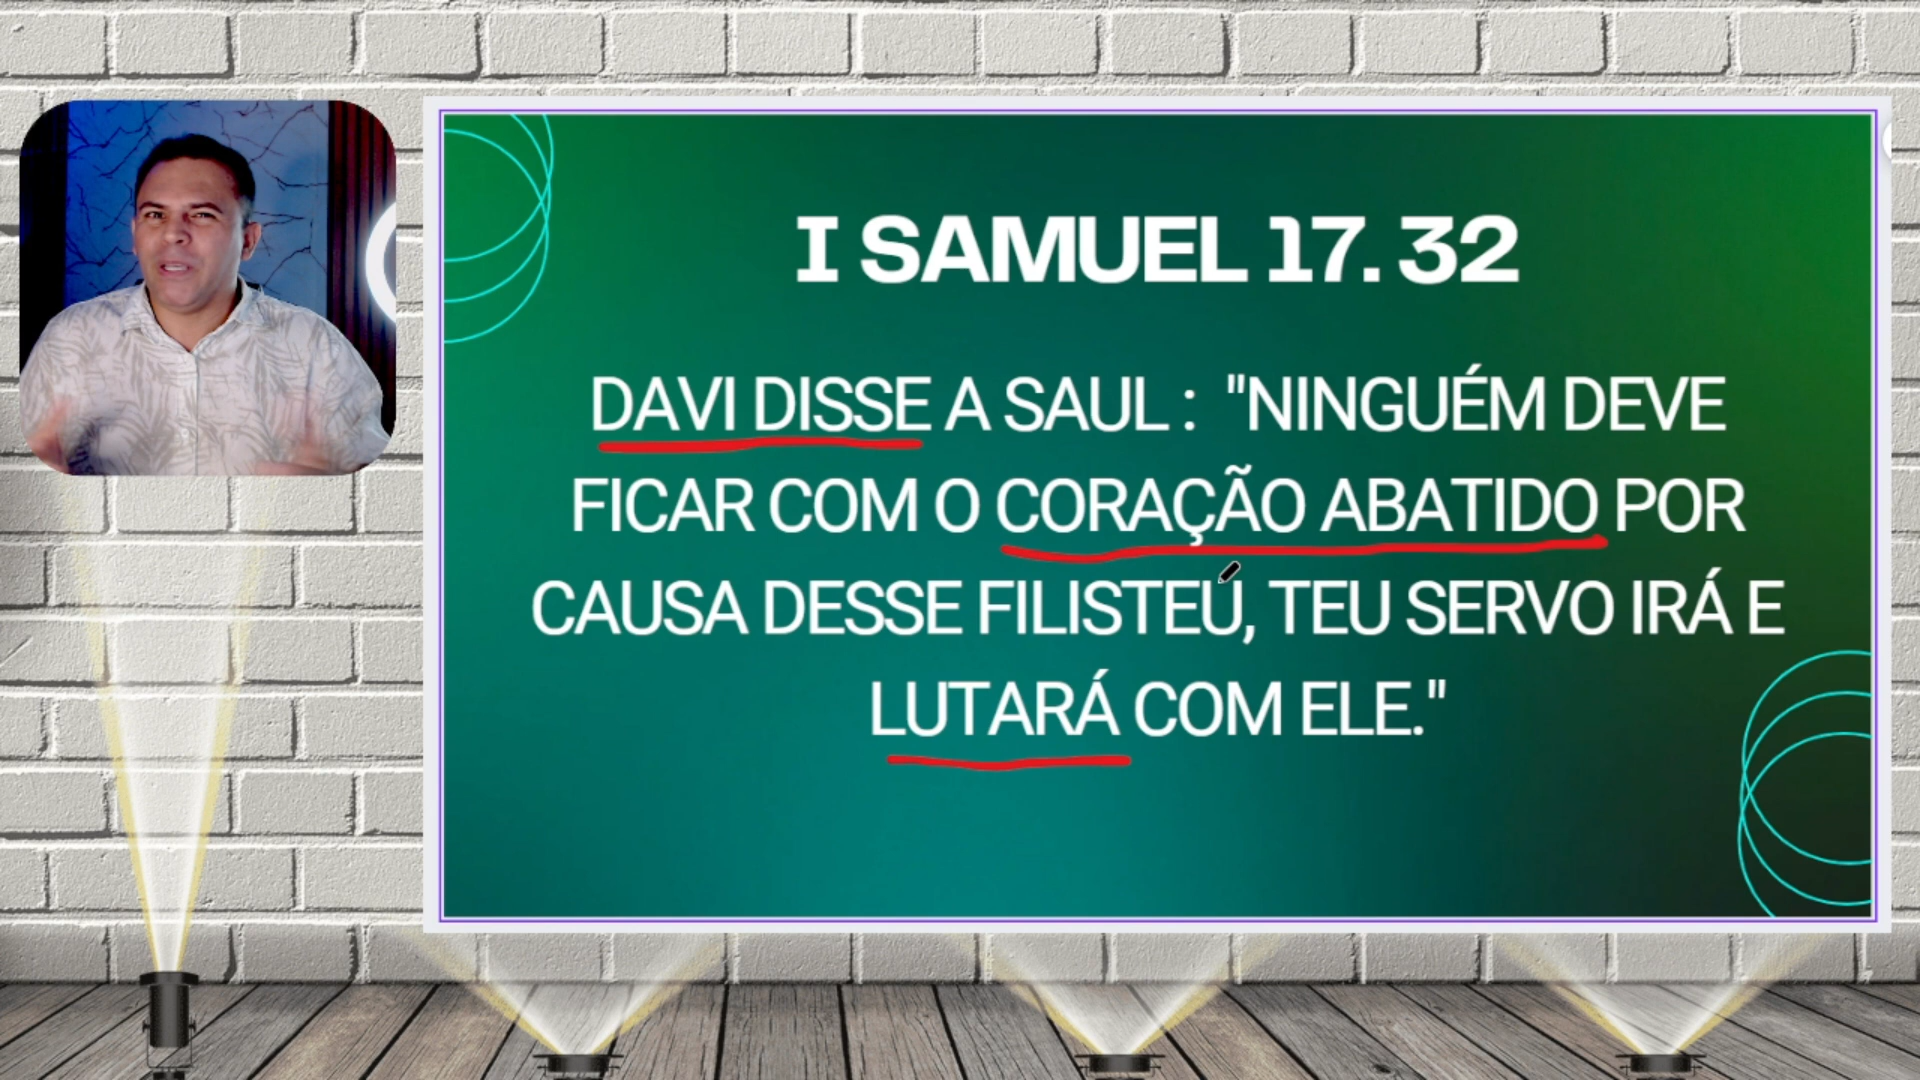 I SAMUEL 17. 32
DAVI DISSE A SAUL : "NINGUÉM DEVE
FICAR COM O CORAÇÃO ABATIDO POR
CAUSA DESSE FILISTEÚ, TEU SERVO IRÁ E
LUTARÁ COM ELE."